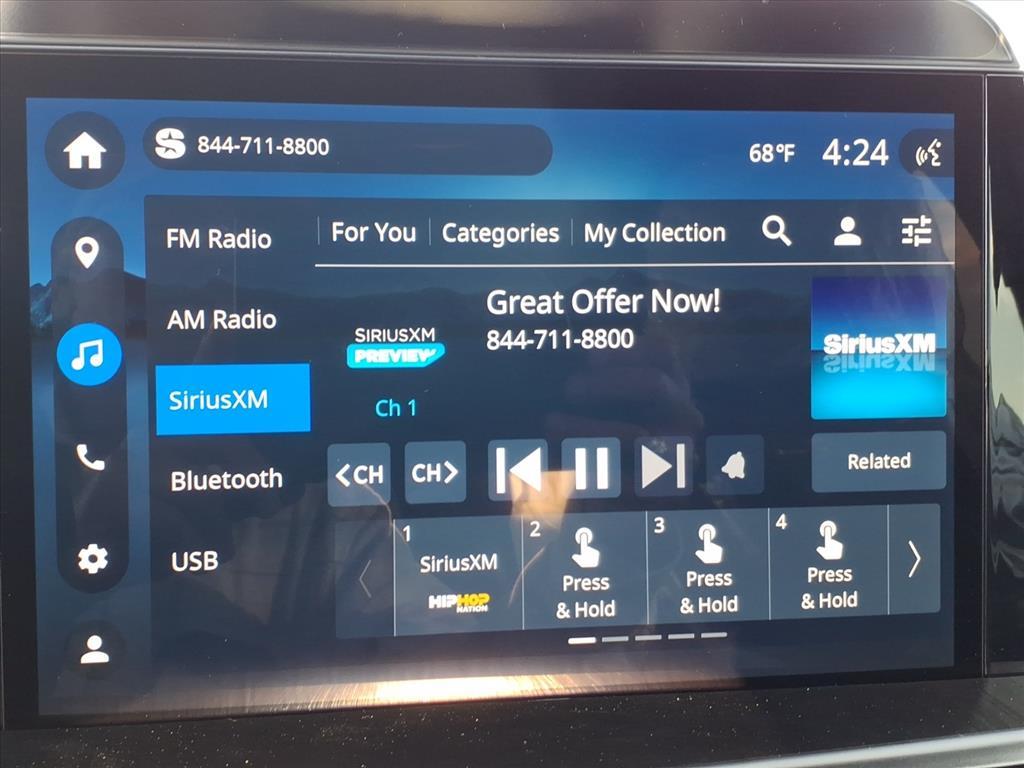 844-711-8800
68°F
4:24
FM Radio
AM Radio
SiriusXM
Bluetooth
USB
For You
Categories
My Collection
SIRIUSXM
PREVIEW
Great Offer Now!
844-711-8800
Ch 1
SiriusXM
<CH
CH>
Related
1
SiriusXM
HIPHOP
NATION
2
Press
& Hold
3
Press
& Hold
4
Press
& Hold